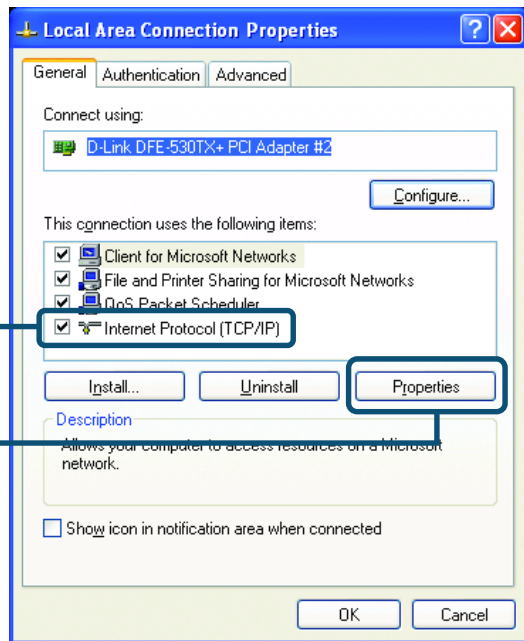 Local Area Connection Properties
General Authentication Advanced
Connect using:
D-Link DFE-530TX+ PCI Adapter #2
Configure...
This connection uses the following items:
Client for Microsoft Networks
File and Printer Sharing for Microsoft Networks
QoS Packet Scheduler
Internet Protocol (TCP/IP)
Install... Uninstall Properties
Description
Allows your computer to access resources on a Microsoft
network.
Show icon in notification area when connected
OK Cancel